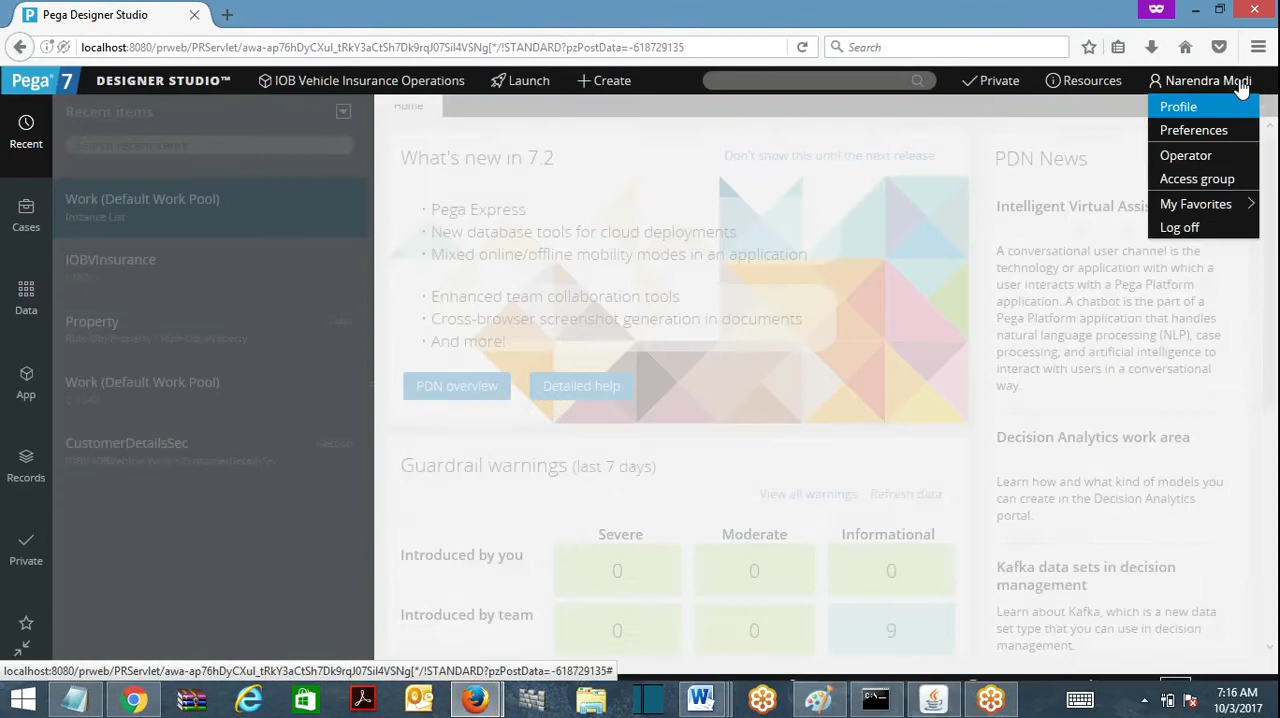 Pega Designer Studio
localhost:8080/prweb/PRServlet/awa-ap76hDyCXul_tRkY3aCtSh7Dk9rqJ07Sil4VSNg[*/!STANDARD?pzPostData=-618729135
Search
Pega 7 DESIGNER STUDIO™ IOB Vehicle Insurance Operations Launch Create Private Resources Narendra Modi
Recent
Cases
Data
App
Records
Private
Recent items
Work (Default Work Pool)
Instance List
IOBVInsurance
Property
Work (Default Work Pool)
CustomerDetailsSec
Section
Home
What's new in 7.2
Don't show this until the next release
· Pega Express
· New database tools for cloud deployments
· Mixed online/offline mobility modes in an application
· Enhanced team collaboration tools
· Cross-browser screenshot generation in documents
· And more!
PDN overview
Detailed help
Guardrail warnings (last 7 days)
View all warnings Refresh data
Severe Moderate Informational
Introduced by you 0 0 0
Introduced by team 0 0 9
PDN News
Intelligent Virtual
A conversational user channel is the
technology or application with which a
user interacts with a Pega Platform
application. A chatbot is the part of a
Pega Platform application that handles
natural language processing (NLP), case
processing, and artificial intelligence to
interact with users in a conversational
way.
Decision Analytics work area
Learn how and what kind of models you
can create in the Decision Analytics
portal.
Kafka data sets in decision
management
Learn about Kafka, which is a new data
set type that you can use in decision
management.
Profile
Preferences
Operator
Access group
My Favorites
Log off
localhost:8080/prweb/PRServlet/awa-ap76hDyCXul_tRkY3aCtSh7Dk9rqJ07Sil4VSNg[*/!STANDARD?pzPostData=-618729135#
7:16 AM
10/3/2017